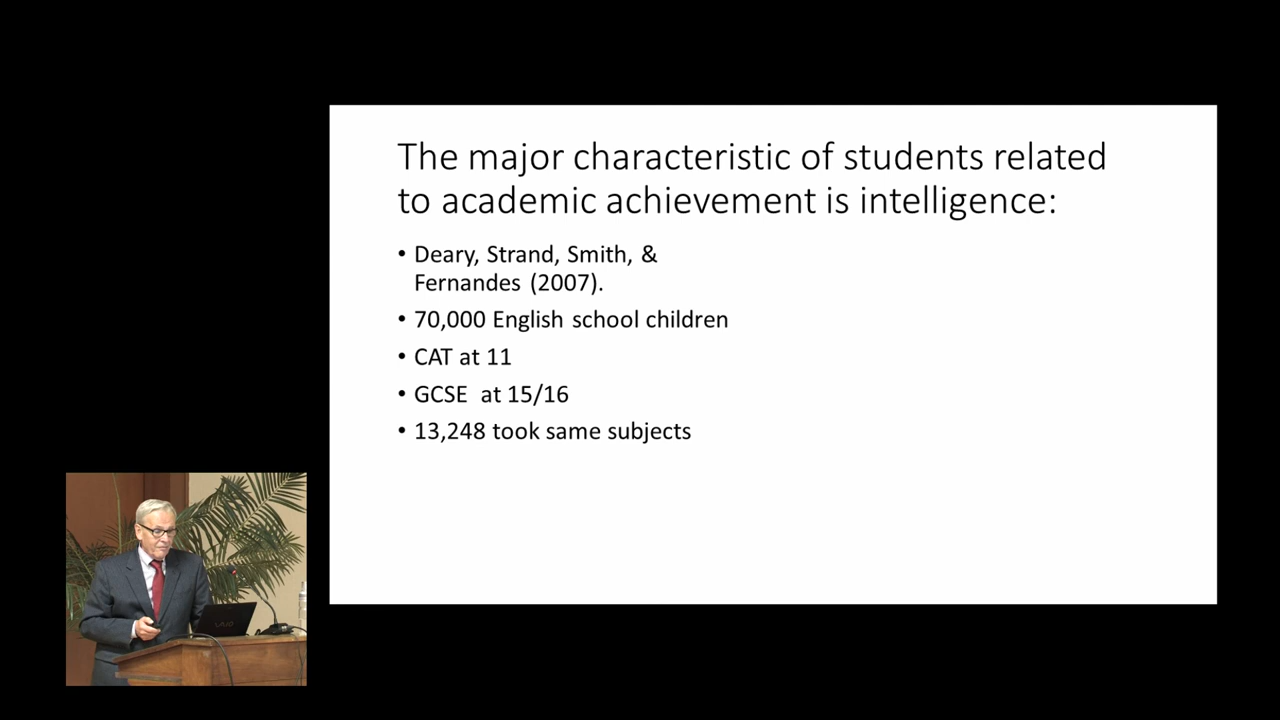 The major characteristic of students related
to academic achievement is intelligence:
• Deary, Strand, Smith, &
Fernandes (2007).
• 70,000 English school children
• CAT at 11
• GCSE at 15/16
• 13,248 took same subjects
VAIO